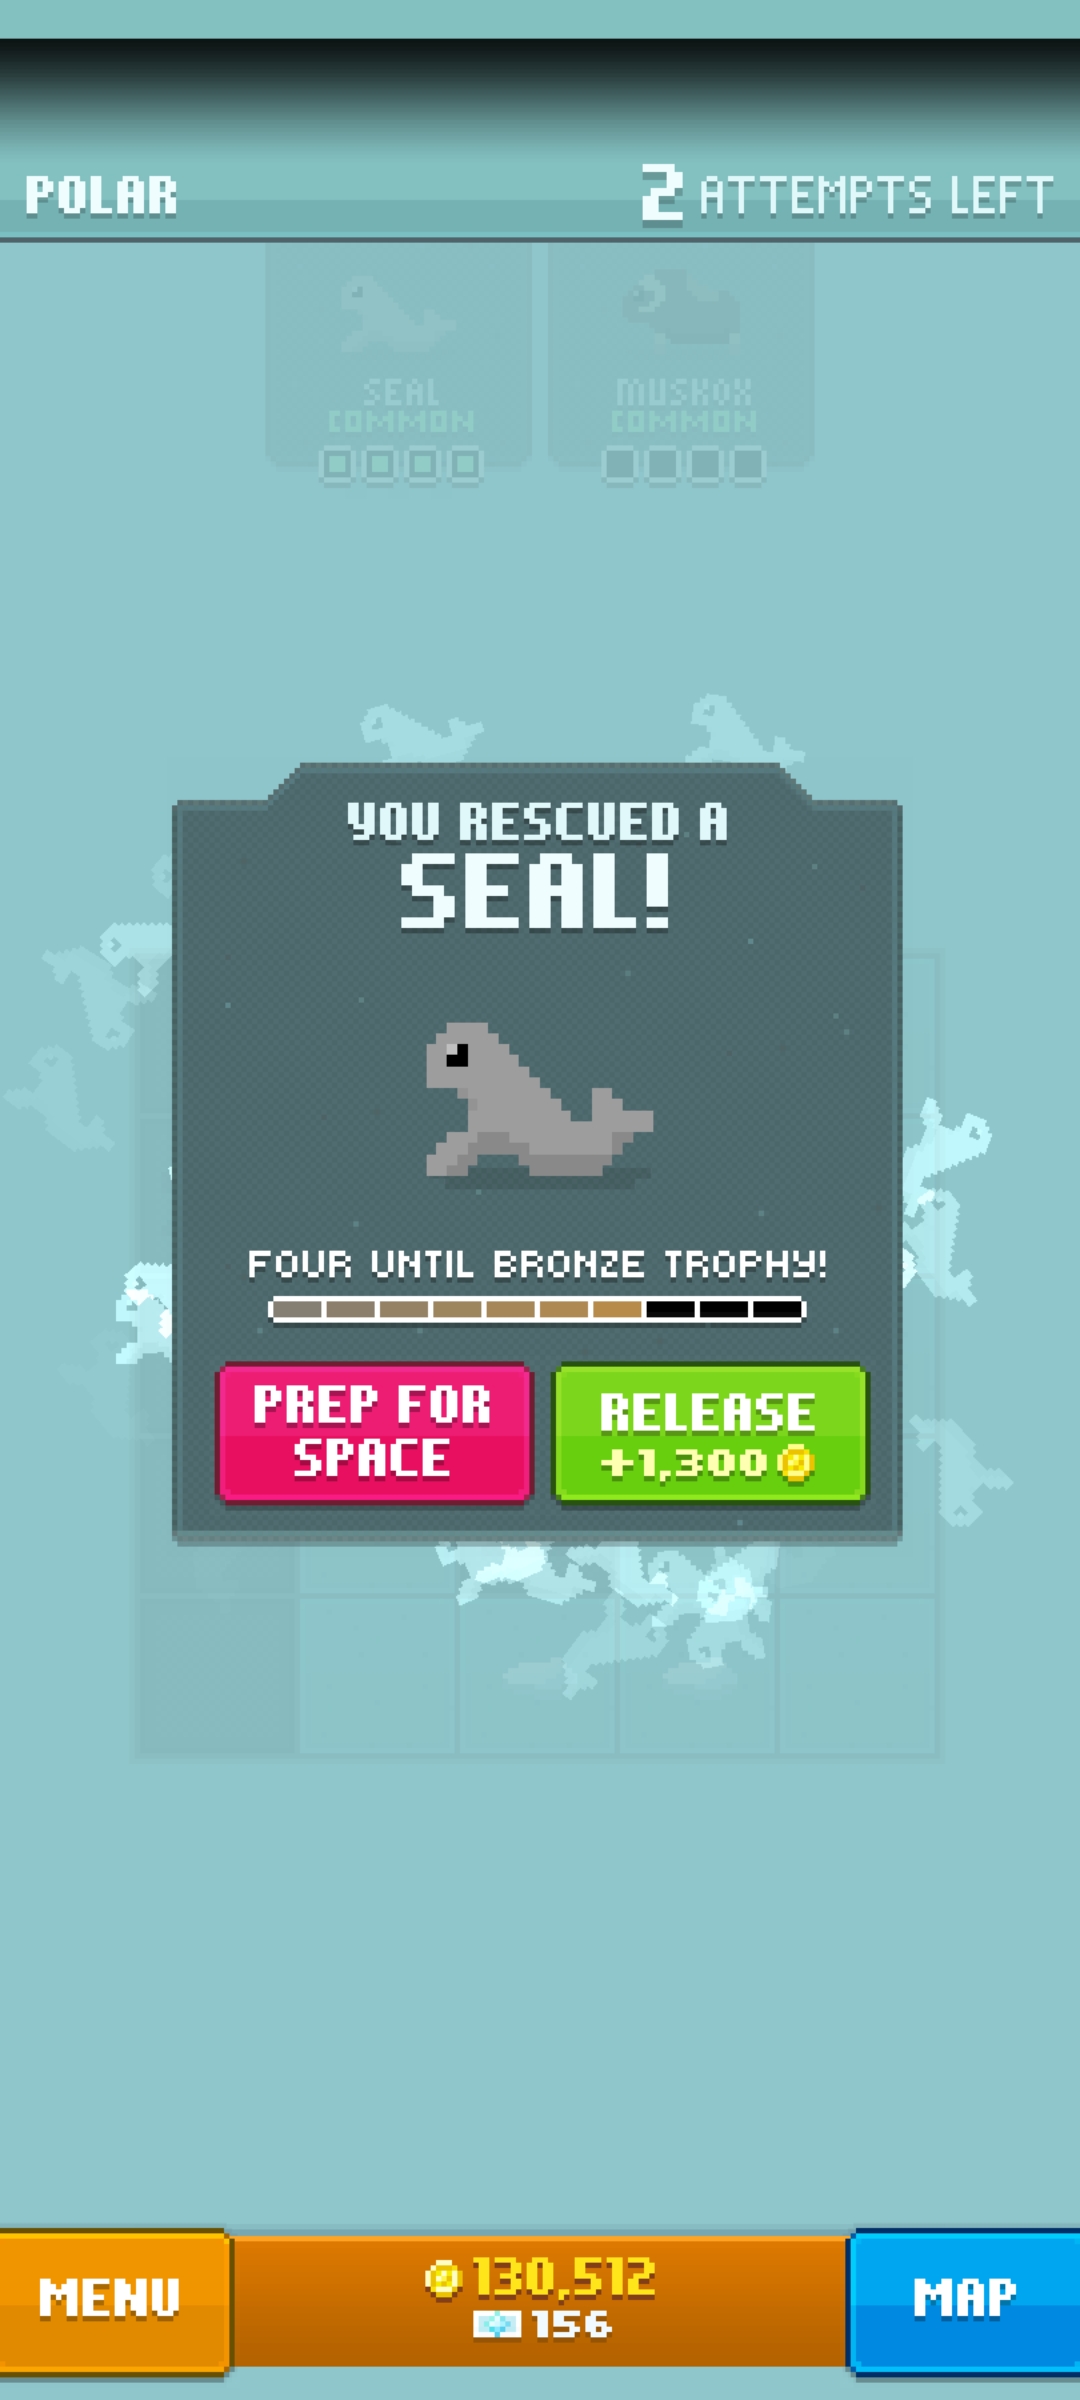 POLAR
2 ATTEMPTS LEFT
SEAL
COMMON
MUSKOX
COMMON
YOU RESCUED A
SEAL!
FOUR UNTIL BRONZE TROPHY!
PREP FOR
SPACE
RELEASE
+1,300
MENU
130,512
156
MAP